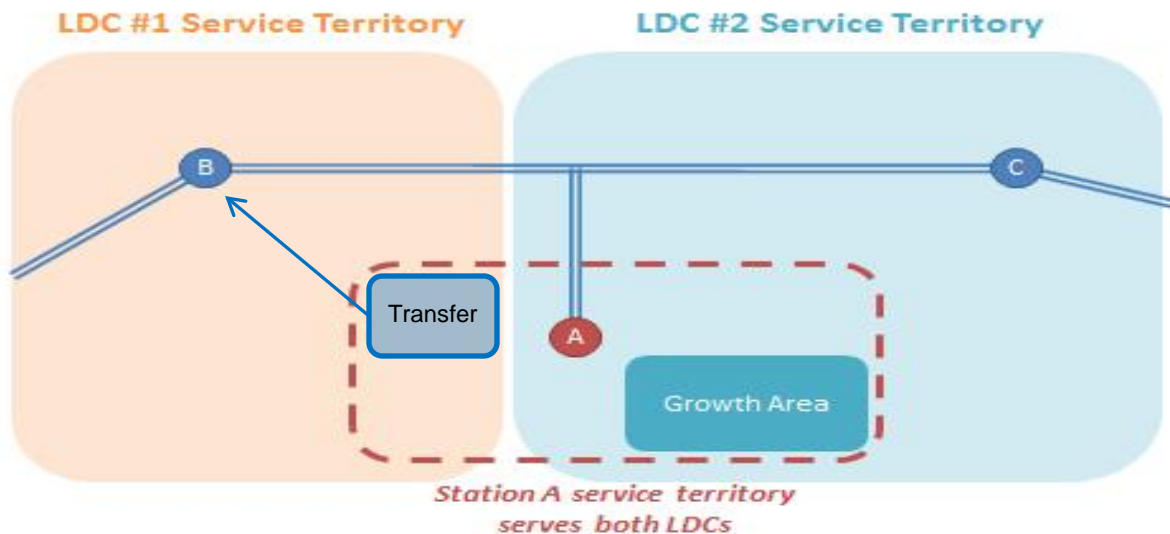 LDC #1 Service Territory
LDC #2 Service Territory
B
C
Transfer
A
Growth Area
Station A service territory
serves both LDCs